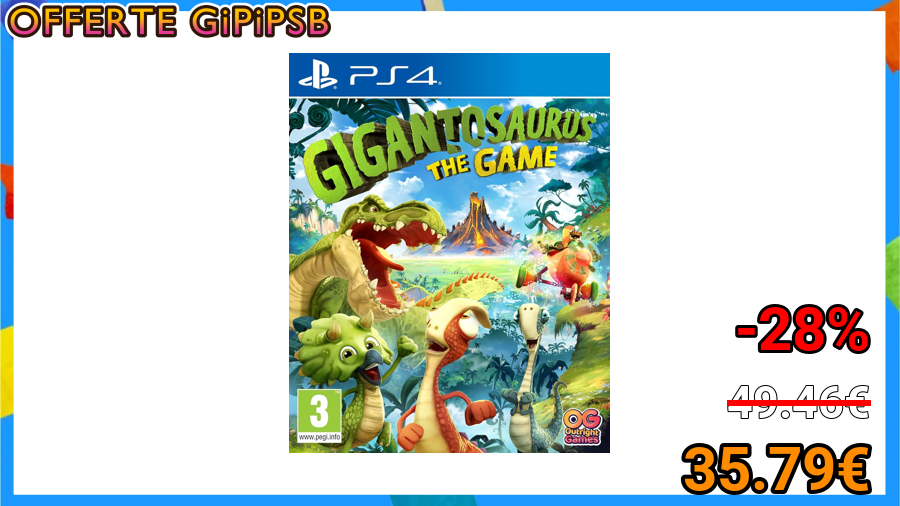 OFFERTE GiPiPSB
PS4
GIGANTOSAURUS
THE GAME
-28%
49.46€
3
www.pegi.info
OG
Outright
Games
35.79€